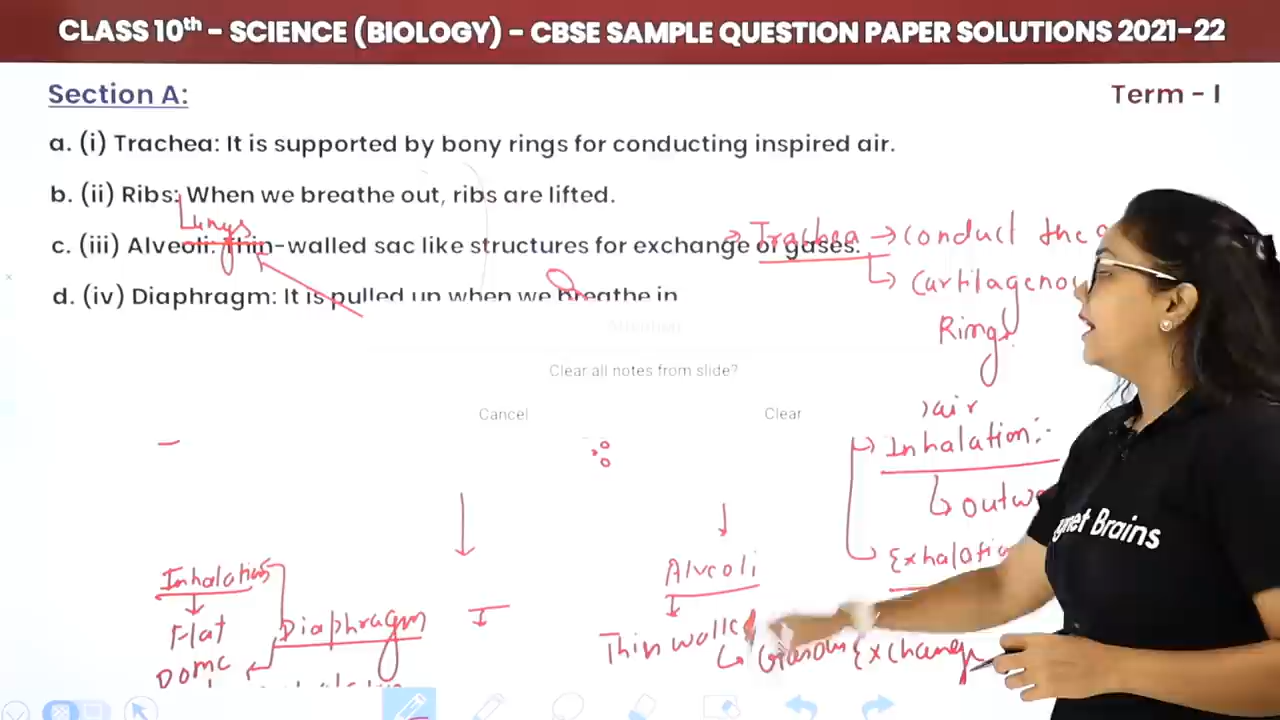 CLASS 10th - SCIENCE (BIOLOGY) - CBSE SAMPLE QUESTION PAPER SOLUTIONS 2021-22
Section A:
Term - I
a. (i) Trachea: It is supported by bony rings for conducting inspired air.
b. (ii) Ribs: When we breathe out, ribs are lifted.
Lungs
c. (iii) Alveoli: Thin-walled sac like structures for exchange of gases.
Trachea → conduct the
Cartilagenou
Rings
d. (iv) Diaphragm: It is pulled up when we breathe in
Clear all notes from slide?
Cancel
Clear
air
Inhalation:-
outwa
Exhalatio
Alveoli
Thin walled
Gaseous Exchange
Inhalation
Flat
Diaphragm
I
Dome
gnet Brains